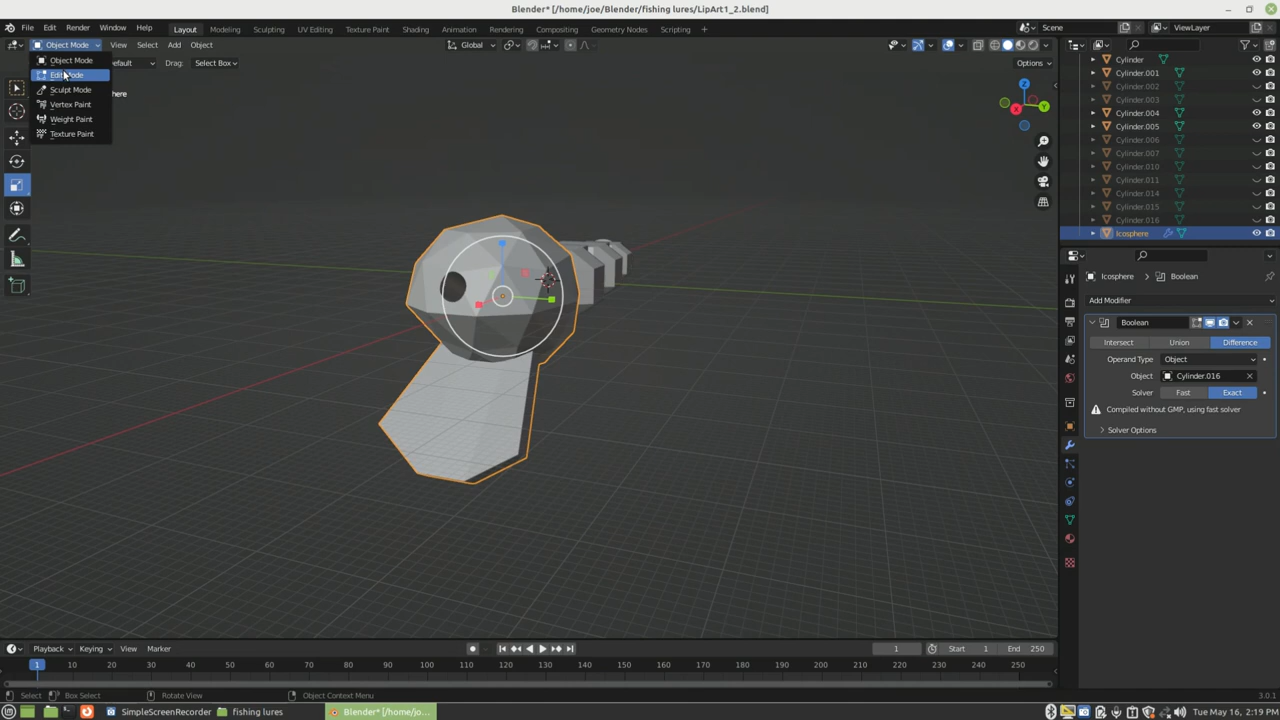 Blender* [/home/joe/Blender/fishing lures/LipArt1_2.blend]
File Edit Render Window Help Layout Modeling Sculpting UV Editing Texture Paint Shading Animation Rendering Compositing Geometry Nodes Scripting + Scene ViewLayer
Object Mode View Select Add Object Global
Object Mode
Edit Mode
Sculpt Mode
Vertex Paint
Weight Paint
Texture Paint
Drag: Select Box Options
Z
X
Y
Cylinder
Cylinder.001
Cylinder.002
Cylinder.003
Cylinder.004
Cylinder.005
Cylinder.006
Cylinder.007
Cylinder.010
Cylinder.011
Cylinder.014
Cylinder.015
Cylinder.016
Icosphere
Icosphere > Boolean
Add Modifier
Boolean
Intersect Union Difference
Operand Type Object
Object Cylinder.016
Solver Fast Exact
Compiled without GMP, using fast solver
Solver Options
Playback Keying View Marker 1 Start 1 End 250
1 10 20 30 40 50 60 70 80 90 100 110 120 130 140 150 160 170 180 190 200 210 220 230 240 250
Select Box Select Rotate View Object Context Menu 3.0.1
SimpleScreenRecorder fishing lures Blender* [/home/jo... Tue May 16, 2:19 PM